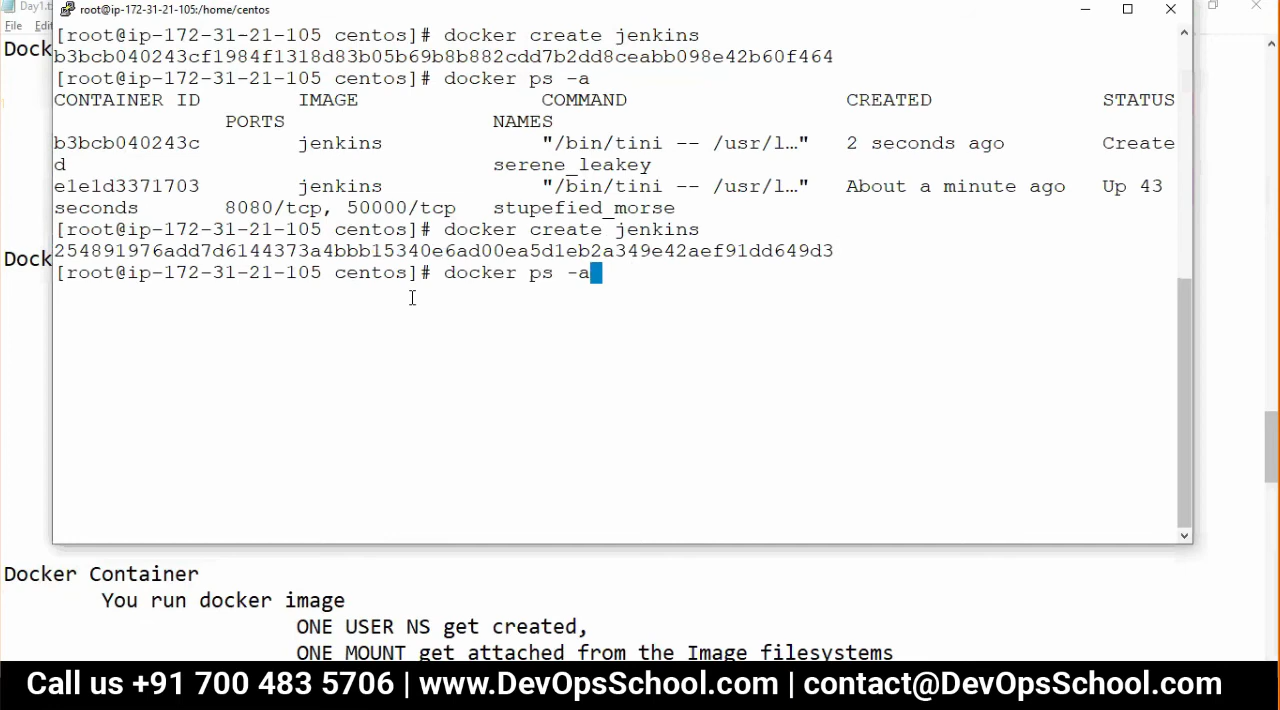 Day1.t
root@ip-172-31-21-105:/home/centos
File Edi
Dock
[root@ip-172-31-21-105 centos]# docker create jenkins
b3bcb040243cf1984f1318d83b05b69b8b882cdd7b2dd8ceabb098e42b60f464
[root@ip-172-31-21-105 centos]# docker ps -a
CONTAINER ID IMAGE COMMAND CREATED STATUS
PORTS NAMES
b3bcb040243c jenkins "/bin/tini -- /usr/l…" 2 seconds ago Create
d serene_leakey
e1e1d3371703 jenkins "/bin/tini -- /usr/l…" About a minute ago Up 43
seconds 8080/tcp, 50000/tcp stupefied_morse
[root@ip-172-31-21-105 centos]# docker create jenkins
254891976add7d6144373a4bbb15340e6ad00ea5d1eb2a349e42aef91dd649d3
Dock
[root@ip-172-31-21-105 centos]# docker ps -a
Docker Container
You run docker image
ONE USER NS get created,
ONE MOUNT get attached from the Image filesystems
Call us +91 700 483 5706 | www.DevOpsSchool.com | contact@DevOpsSchool.com